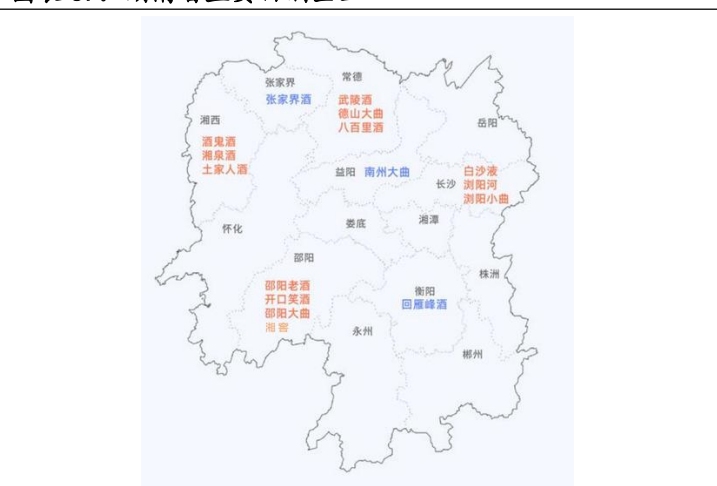 张家界
张家界酒
常德
武陵酒
德山大曲
八百里酒
湘西
酒鬼酒
湘泉酒
土家人酒
岳阳
益阳 南州大曲
长沙
白沙液
浏阳河
浏阳小曲
怀化
娄底
湘潭
邵阳
邵阳老酒
开口笑酒
邵阳大曲
湘窖
株洲
衡阳
回雁峰酒
永州
郴州